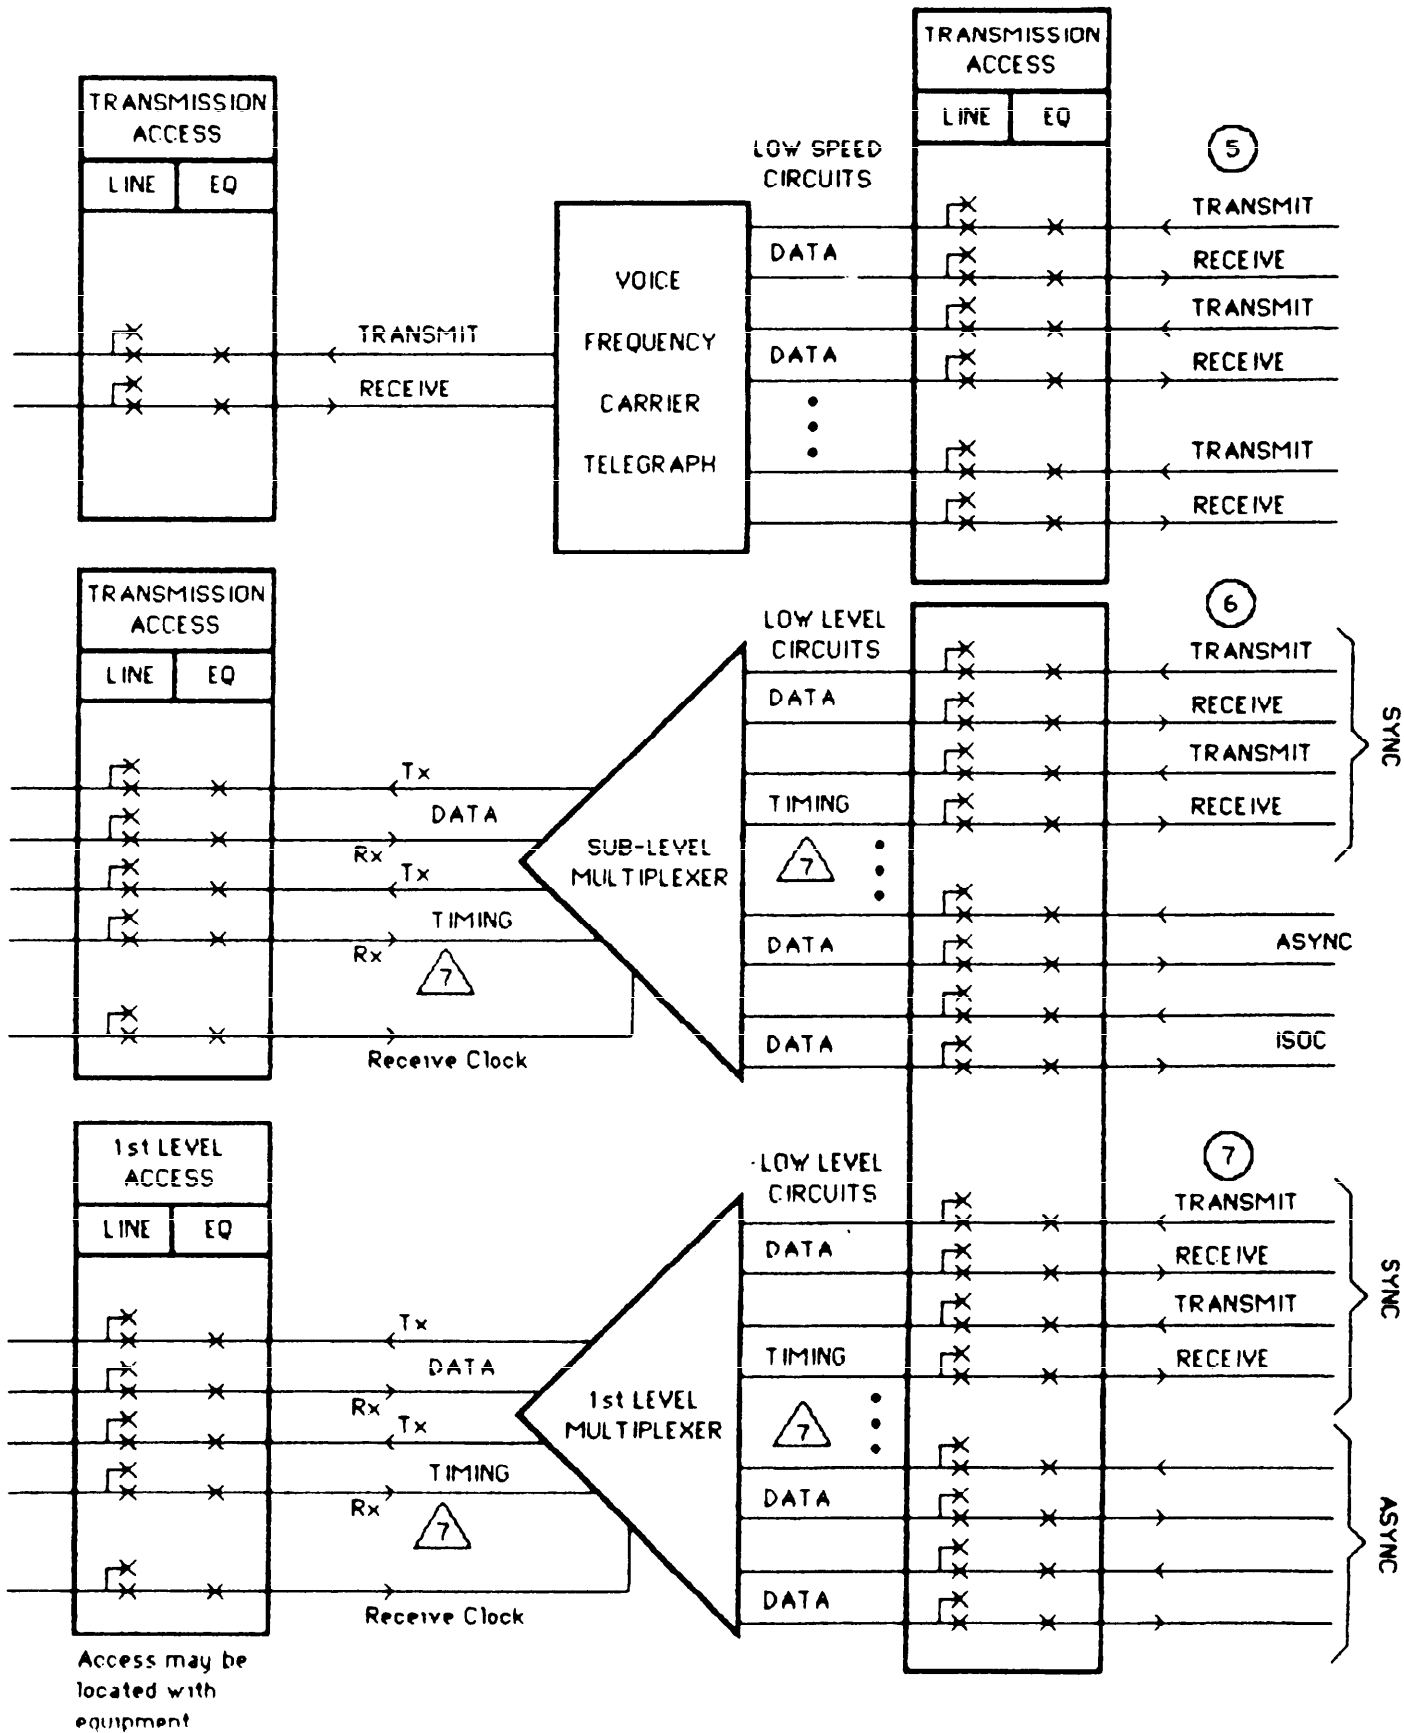 TRANSMISSION
ACCESS
LINE EQ
TRANSMISSION
ACCESS
LINE EQ
LOW SPEED
CIRCUITS
5
TRANSMIT
DATA
RECEIVE
TRANSMIT
DATA
RECEIVE
TRANSMIT
RECEIVE
TRANSMIT
RECEIVE
VOICE
FREQUENCY
CARRIER
TELEGRAPH
TRANSMISSION
ACCESS
LINE EQ
Tx
DATA
Rx
Tx
TIMING
Rx
7
Receive Clock
SUB-LEVEL
MULTIPLEXER
LOW LEVEL
CIRCUITS
DATA
TIMING
7
DATA
DATA
6
TRANSMIT
RECEIVE
TRANSMIT
RECEIVE
SYNC
ASYNC
ISOC
1st LEVEL
ACCESS
LINE EQ
Tx
DATA
Rx
Tx
TIMING
Rx
7
Receive Clock
1st LEVEL
MULTIPLEXER
LOW LEVEL
CIRCUITS
DATA
TIMING
7
DATA
DATA
7
TRANSMIT
RECEIVE
TRANSMIT
RECEIVE
SYNC
ASYNC
Access may be
located with
equipment